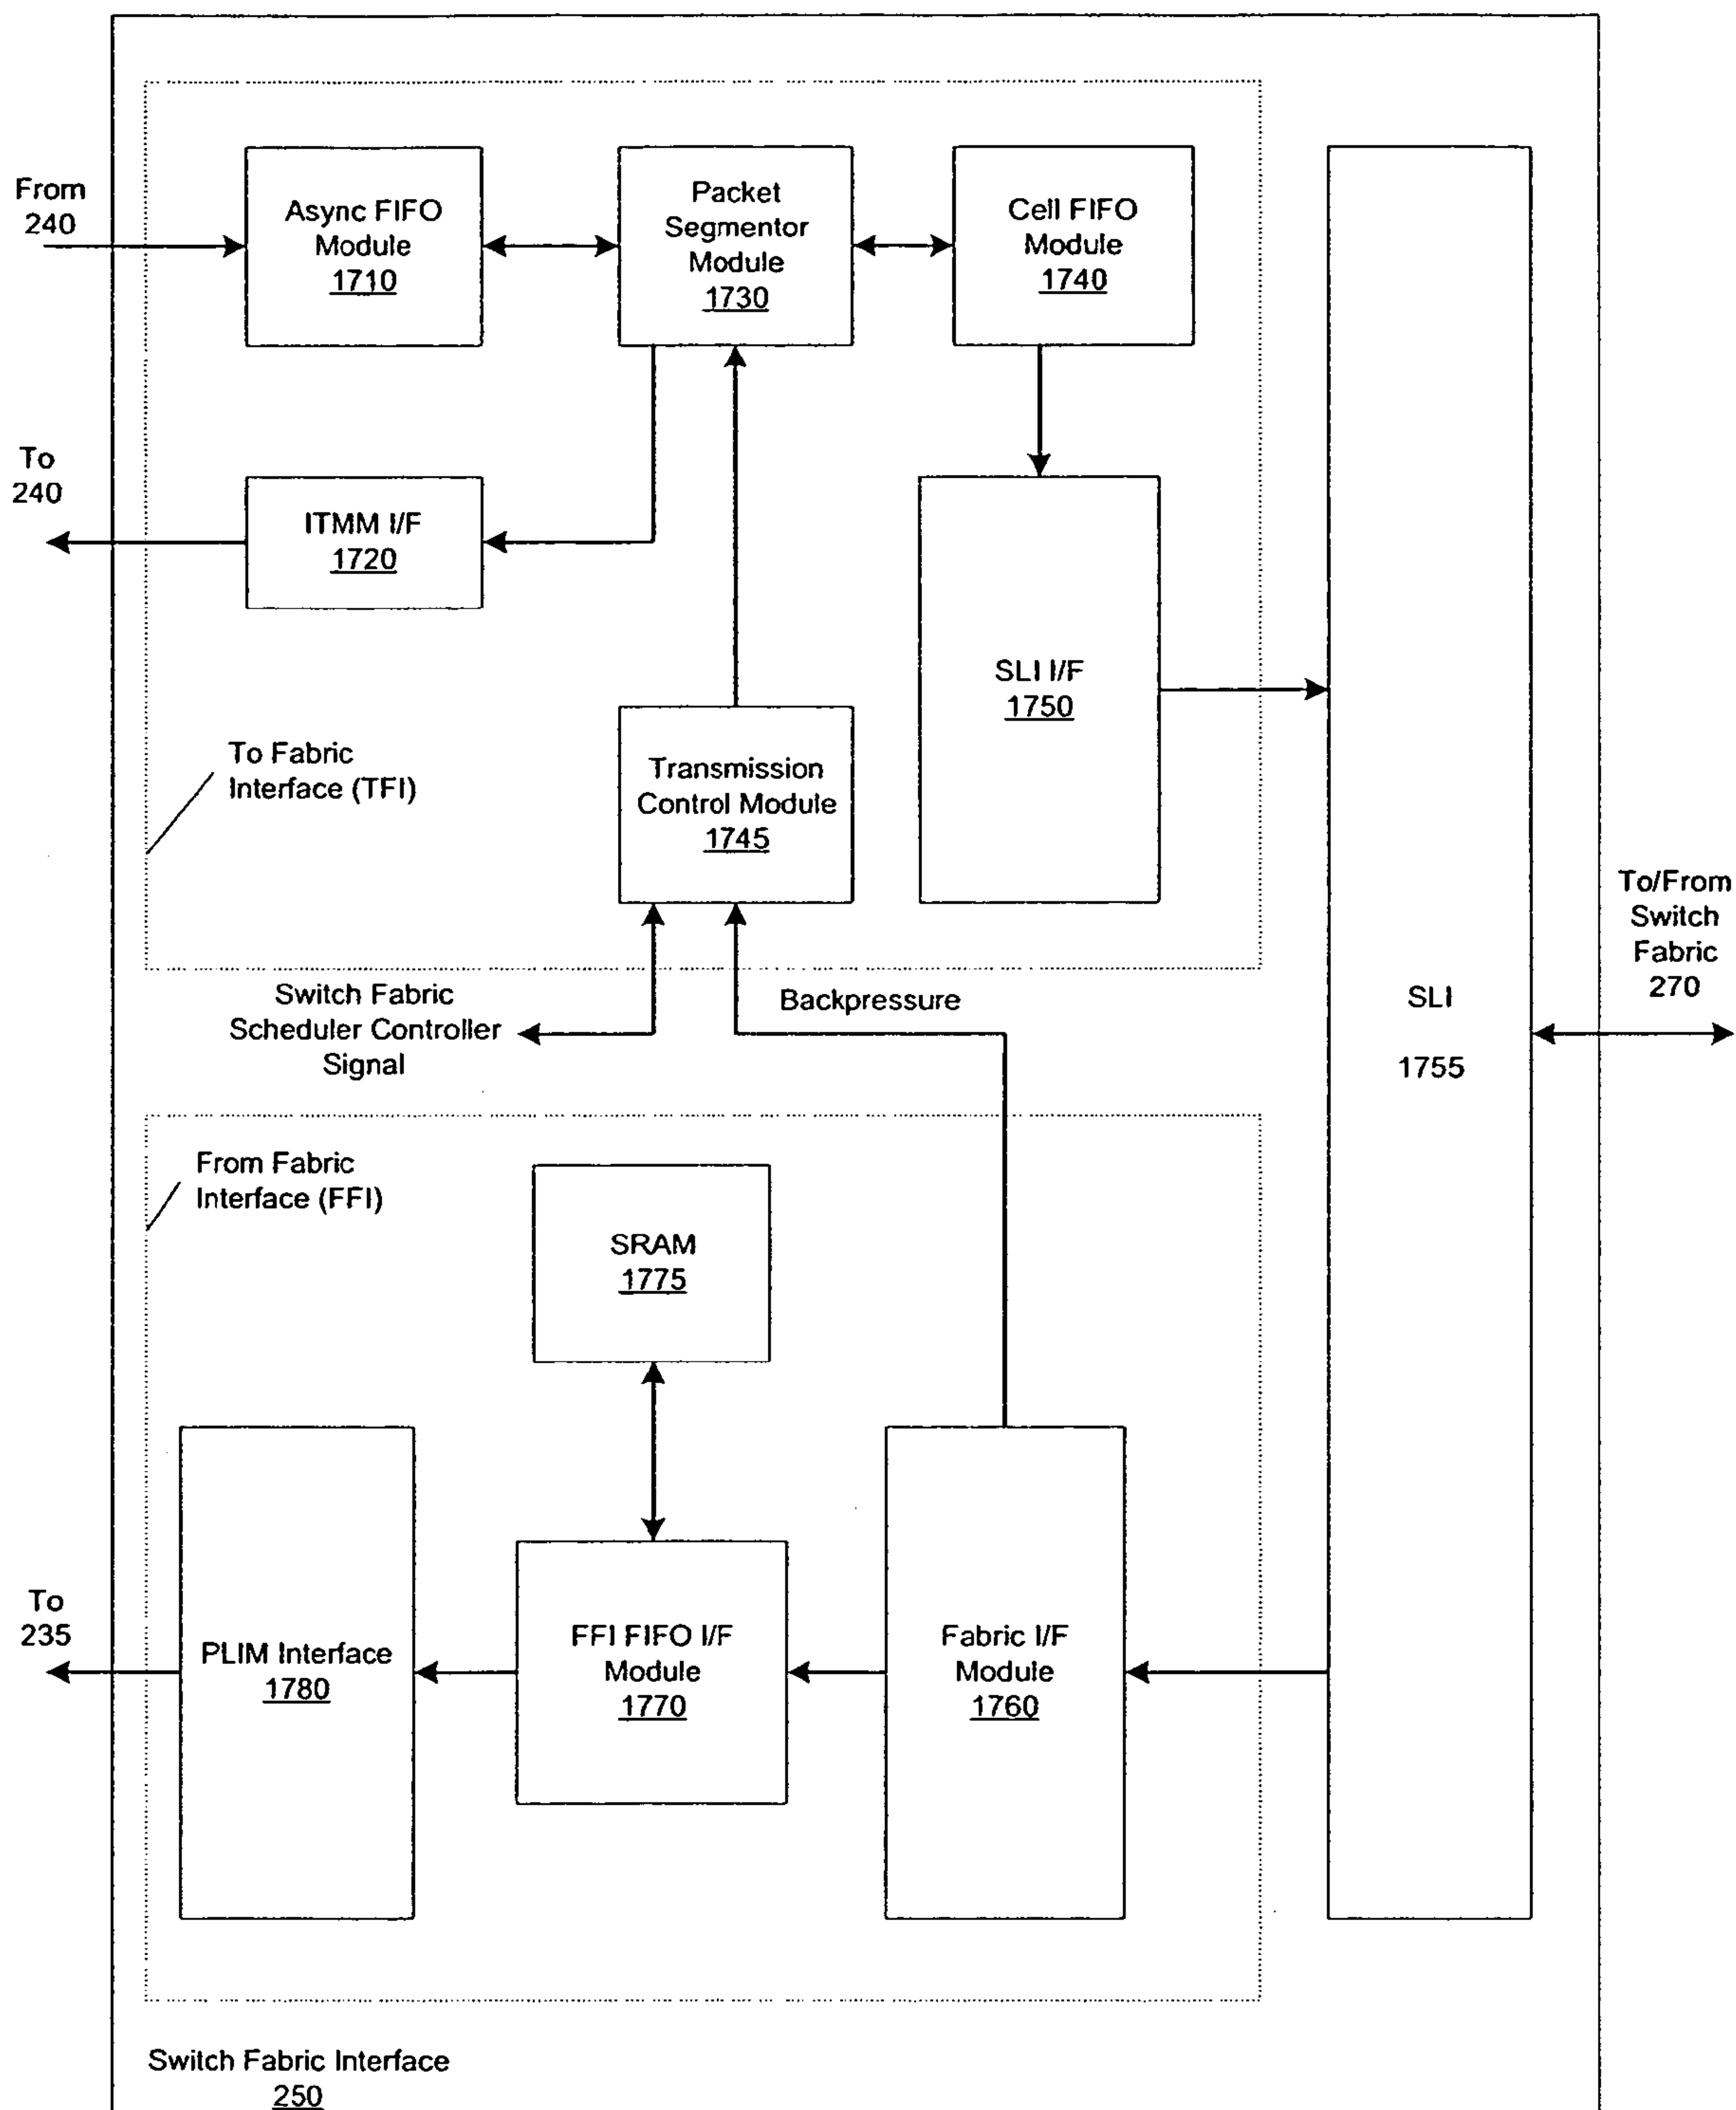 From
240
Async FIFO
Module
1710
Packet
Segmentor
Module
1730
Cell FIFO
Module
1740
To
240
ITMM I/F
1720
SLI I/F
1750
To Fabric
Interface (TFI)
Transmission
Control Module
1745
To/From
Switch
Fabric
270
Switch Fabric
Scheduler Controller
Signal
Backpressure
SLI
1755
From Fabric
Interface (FFI)
SRAM
1775
To
235
PLIM Interface
1780
FFI FIFO I/F
Module
1770
Fabric I/F
Module
1760
Switch Fabric Interface
250